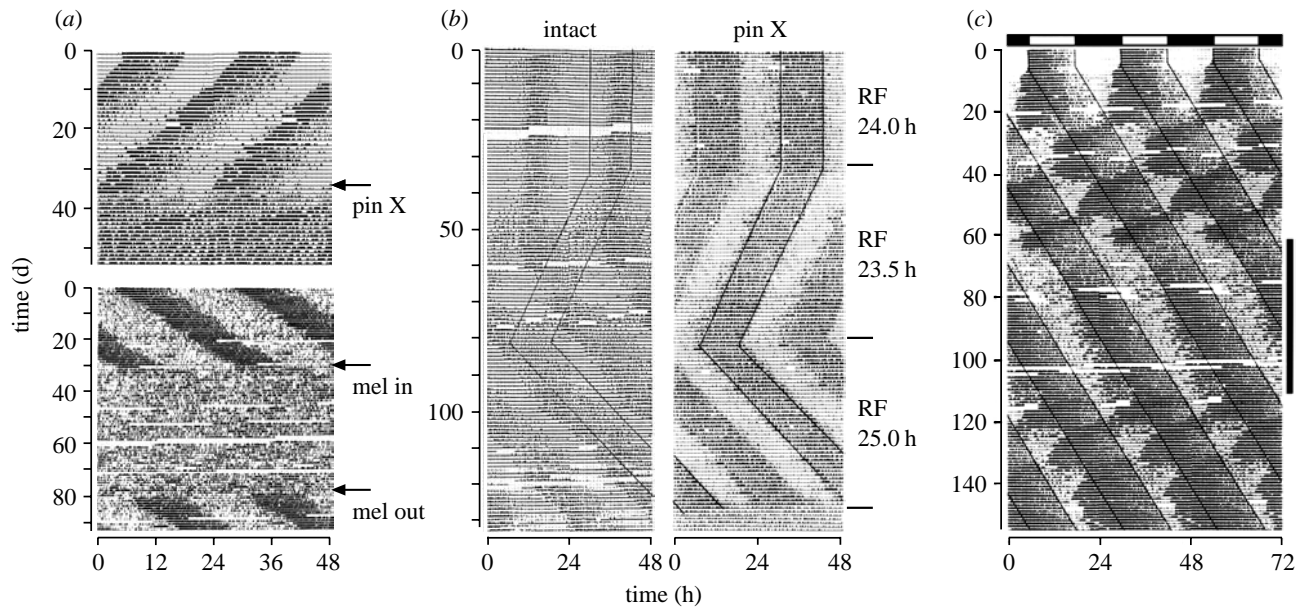 (a)
0
20
40
pin X
0
20
40
60
80
mel in
mel out
0 12 24 36 48
time (d)
(b)
intact
pin X
0
50
100
RF
24.0 h
RF
23.5 h
RF
25.0 h
0 24 48
0 24 48
time (h)
(c)
0
20
40
60
80
100
120
140
0 24 48 72